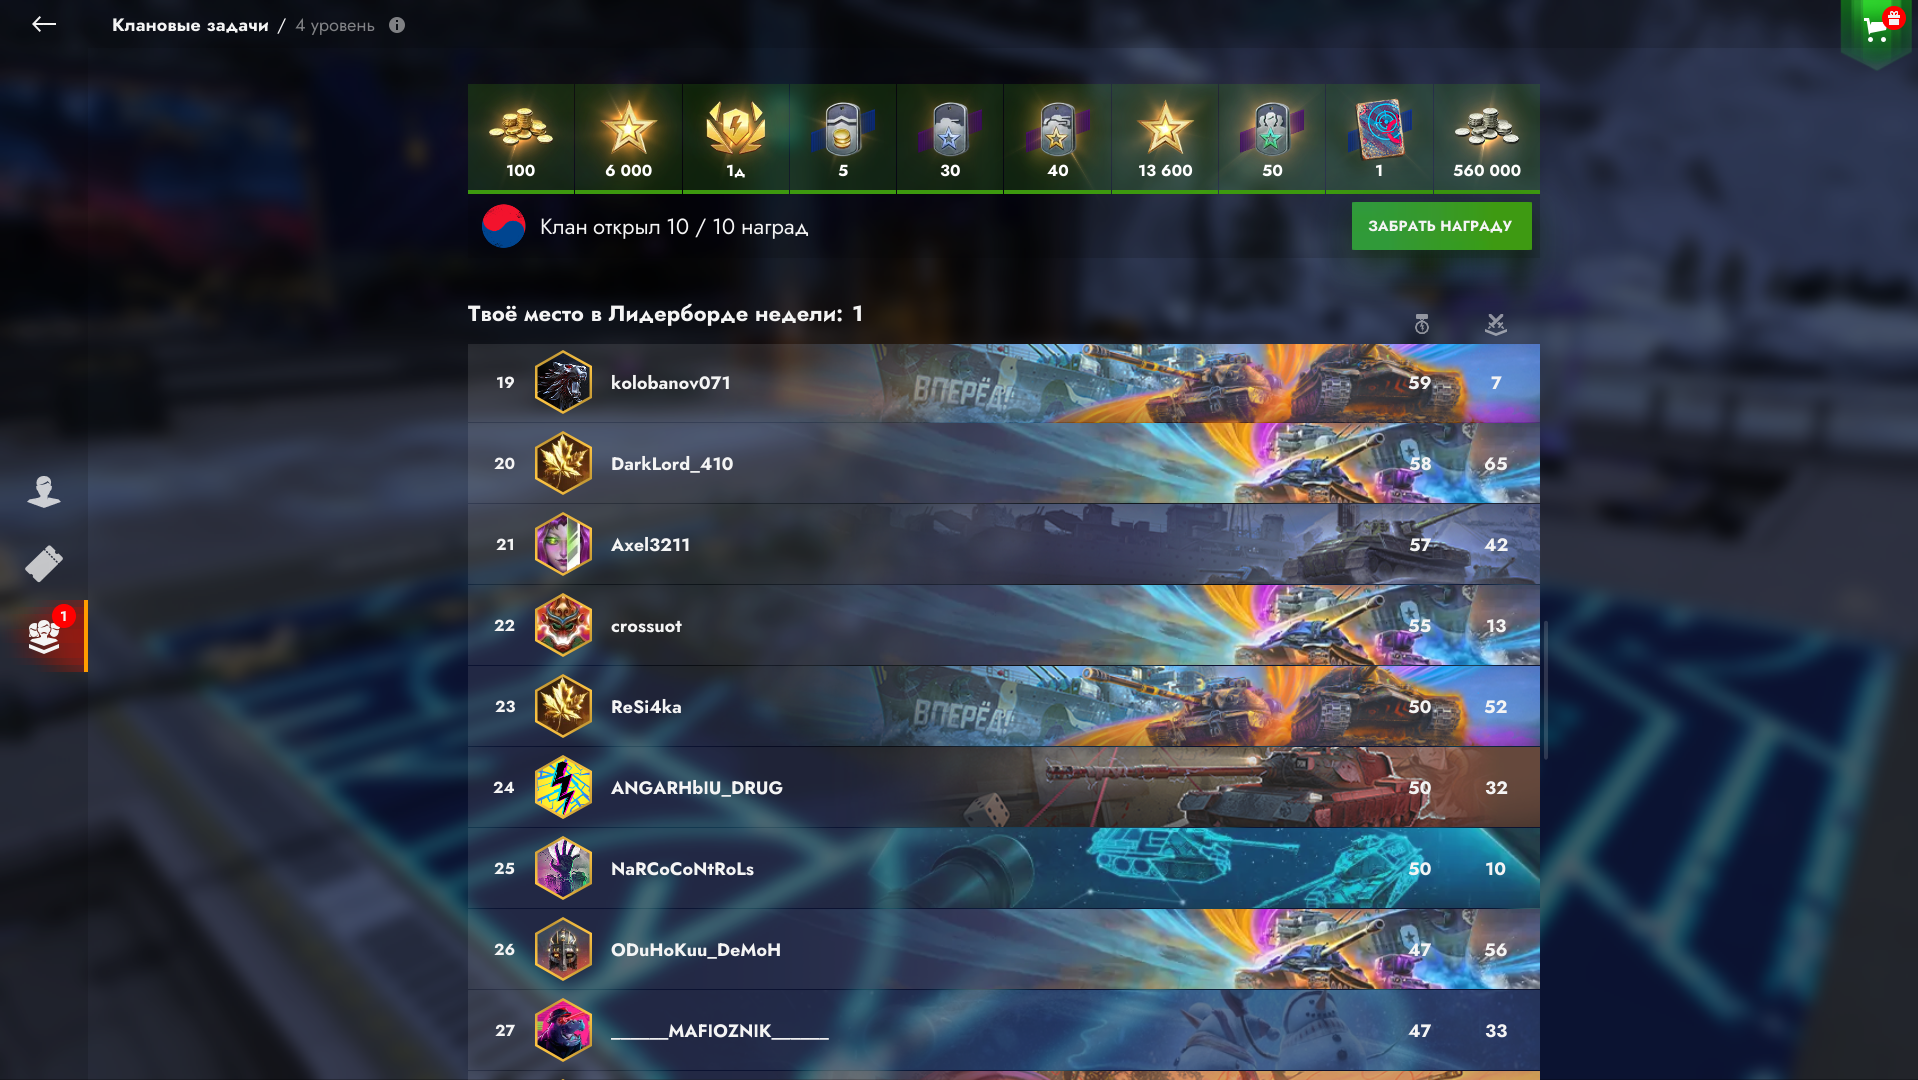 Клановые задачи / 4 уровень
100 6 000 1д 5 30 40 13 600 50 1 560 000
Клан открыл 10 / 10 наград
ЗАБРАТЬ НАГРАДУ
Твоё место в Лидерборде недели: 1
19 kolobanov071 ВПЕРЁД! 59 7
20 DarkLord_410 58 65
21 Axel3211 57 42
1
22 crossuot 55 13
23 ReSi4ka ВПЕРЁД! 50 52
24 ANGARHbIU_DRUG 50 32
25 NaRCoCoNtRoLs 50 10
26 ODuHoKuu_DeMoH 47 56
27 ______MAFIOZNIK______ 47 33